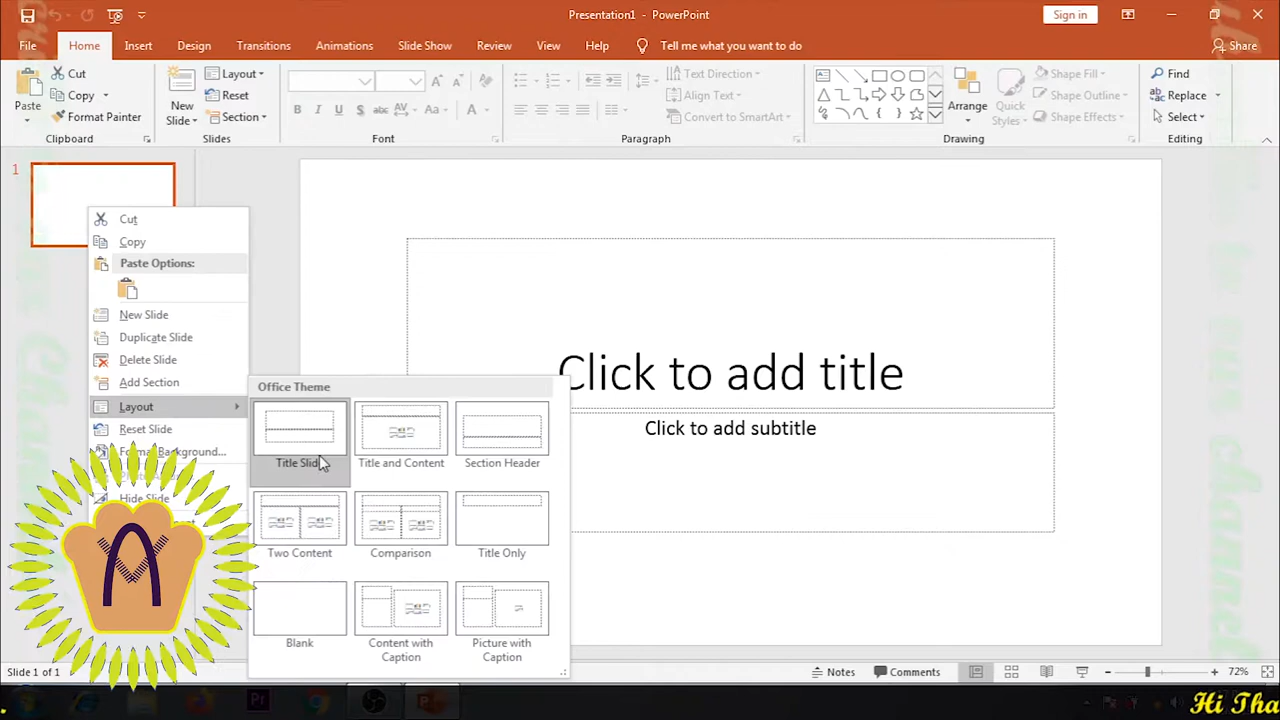 Presentation1 - PowerPoint
Sign in
File Home Insert Design Transitions Animations Slide Show Review View Help Tell me what you want to do Share
Paste
Cut
Copy
Format Painter
Clipboard
New Slide
Layout
Reset
Section
Slides
B I U S abc AV Aa A
Font
Text Direction
Align Text
Convert to SmartArt
Paragraph
Arrange
Quick Styles
Shape Fill
Shape Outline
Shape Effects
Drawing
Find
Replace
Select
Editing
1
Cut
Copy
Paste Options:
New Slide
Duplicate Slide
Delete Slide
Add Section
Layout
Reset Slide
Format Background...
Hide Slide
Office Theme
Title Slide
Title and Content
Section Header
Two Content
Comparison
Title Only
Blank
Content with Caption
Picture with Caption
Click to add title
Click to add subtitle
Slide 1 of 1
Notes
Comments
72%
Pr
Hi Tha